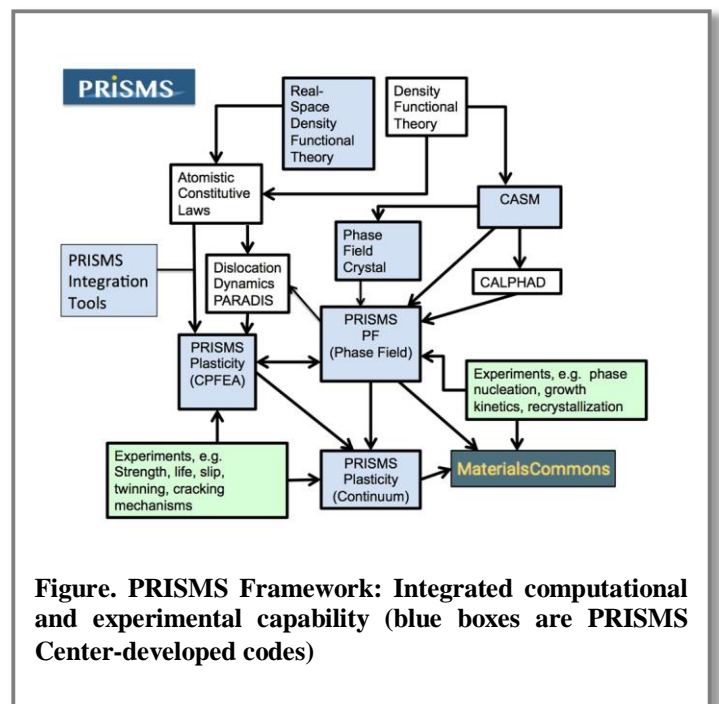 PRiSMS
Real-
Space
Density
Functional
Theory
Density
Functional
Theory
Atomistic
Constitutive
Laws
CASM
Phase
Field
Crystal
PRISMS
Integration
Tools
Dislocation
Dynamics
PARADIS
CALPHAD
PRISMS
PF
(Phase Field)
PRISMS
Plasticity
(CPFEA)
Experiments, e.g. phase
nucleation, growth
kinetics, recrystallization
Experiments, e.g.
Strength, life, slip,
twinning, cracking
mechanisms
PRISMS
Plasticity
(Continuum)
MaterialsCommons
Figure. PRISMS Framework: Integrated computational
and experimental capability (blue boxes are PRISMS
Center-developed codes)